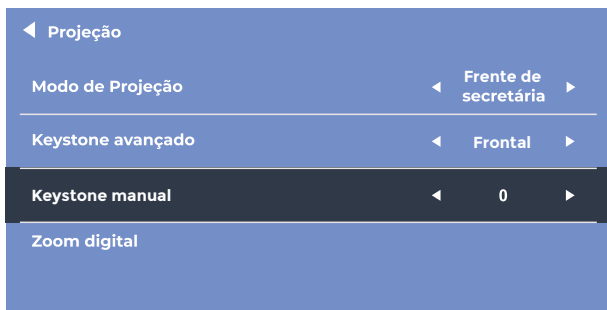 Projeção
Modo de Projeção
Frente de
secretária
Keystone avançado
Frontal
Keystone manual
0
Zoom digital